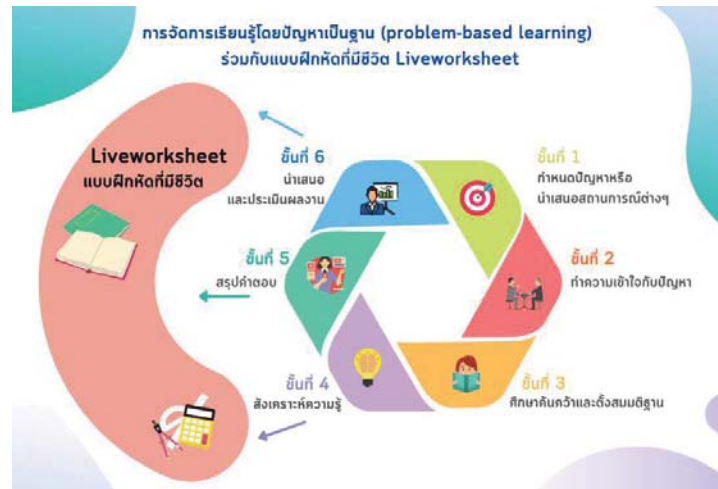 การจัดการเรียนรู้โดยปัญหาเป็นฐาน (problem-based learning)
ร่วมกับแบบฝึกหัดที่มีชีวิต Liveworksheet
Liveworksheet
แบบฝึกหัดที่มีชีวิต
ขั้นที่ 1
กำหนดปัญหาหรือ
นำเสนอสถานการณ์ต่างๆ
ขั้นที่ 2
ทำความเข้าใจกับปัญหา
ขั้นที่ 3
ศึกษาค้นคว้าและตั้งสมมติฐาน
ขั้นที่ 4
สังเคราะห์ความรู้
ขั้นที่ 5
สรุปคำตอบ
ขั้นที่ 6
นำเสนอ
และประเมินผลงาน